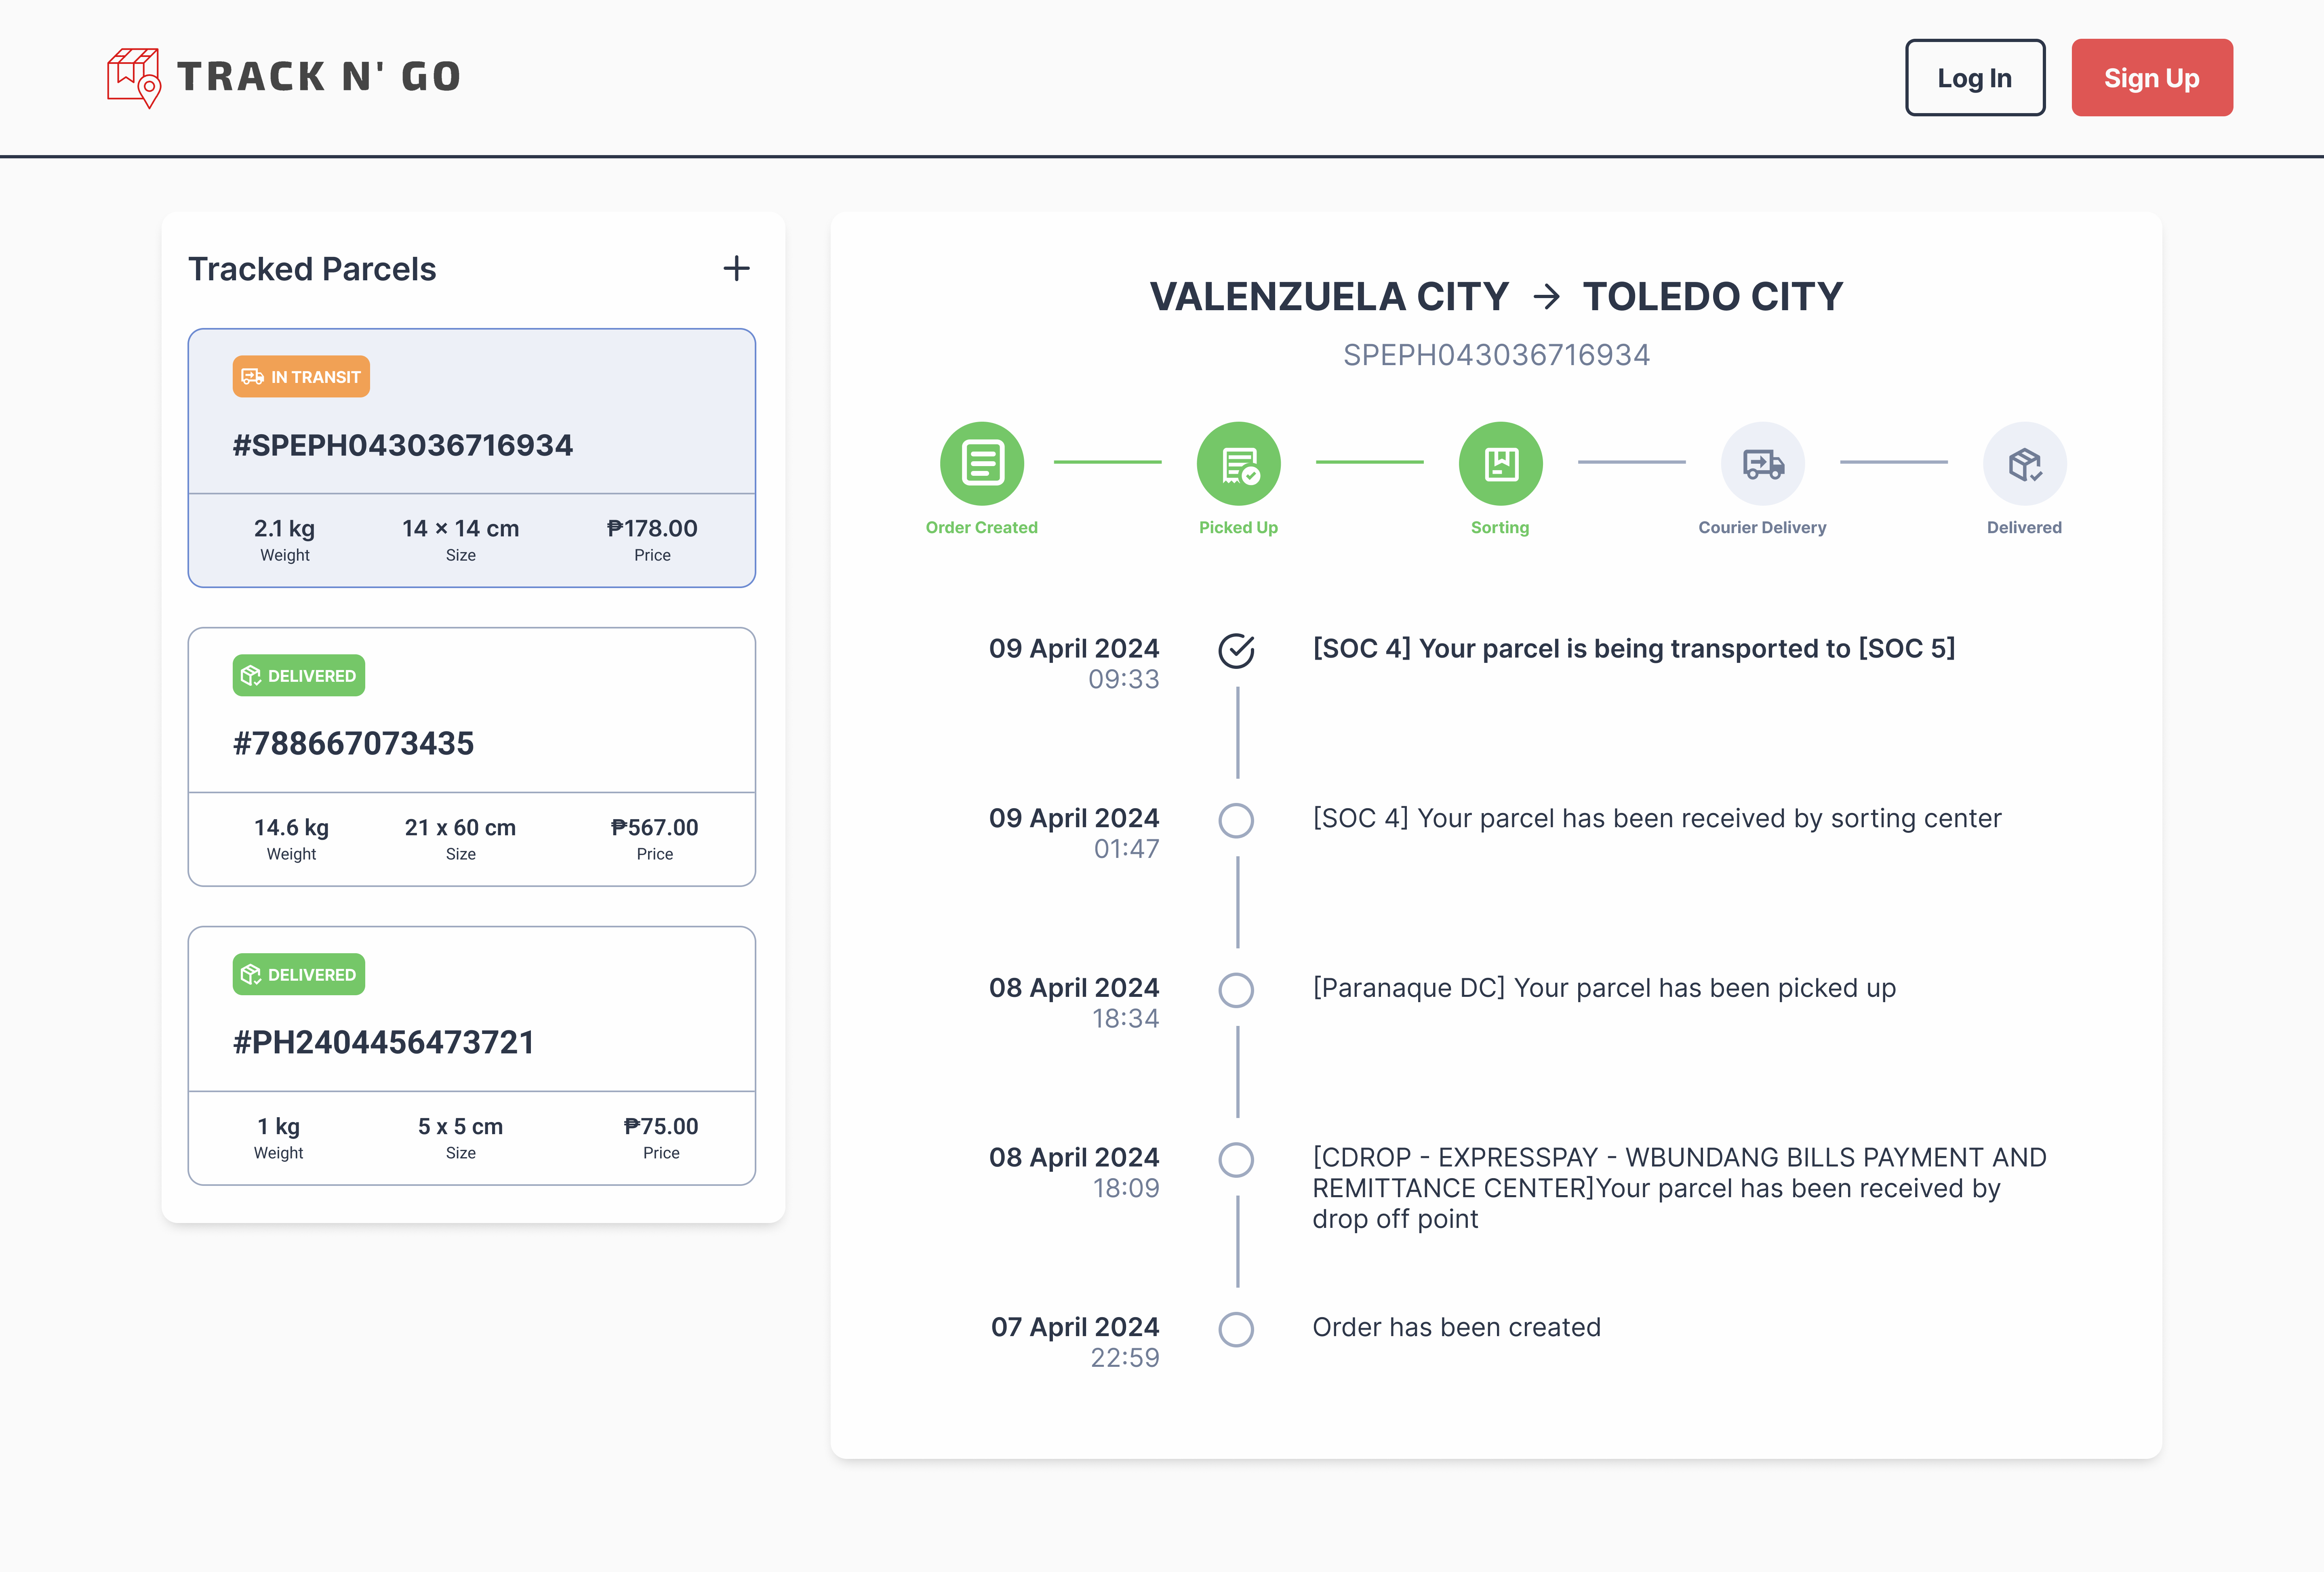 TRACK N' GO
Log In
Sign Up
Tracked Parcels
IN TRANSIT
#SPEPH043036716934
2.1 kg
Weight
14 × 14 cm
Size
₱178.00
Price
DELIVERED
#788667073435
14.6 kg
Weight
21 x 60 cm
Size
₱567.00
Price
DELIVERED
#PH2404456473721
1 kg
Weight
5 x 5 cm
Size
₱75.00
Price
VALENZUELA CITY → TOLEDO CITY
SPEPH043036716934
Order Created
Picked Up
Sorting
Courier Delivery
Delivered
09 April 2024
09:33
[SOC 4] Your parcel is being transported to [SOC 5]
09 April 2024
01:47
[SOC 4] Your parcel has been received by sorting center
08 April 2024
18:34
[Paranaque DC] Your parcel has been picked up
08 April 2024
18:09
[CDROP - EXPRESSPAY - WBUNDANG BILLS PAYMENT AND
REMITTANCE CENTER]Your parcel has been received by
drop off point
07 April 2024
22:59
Order has been created